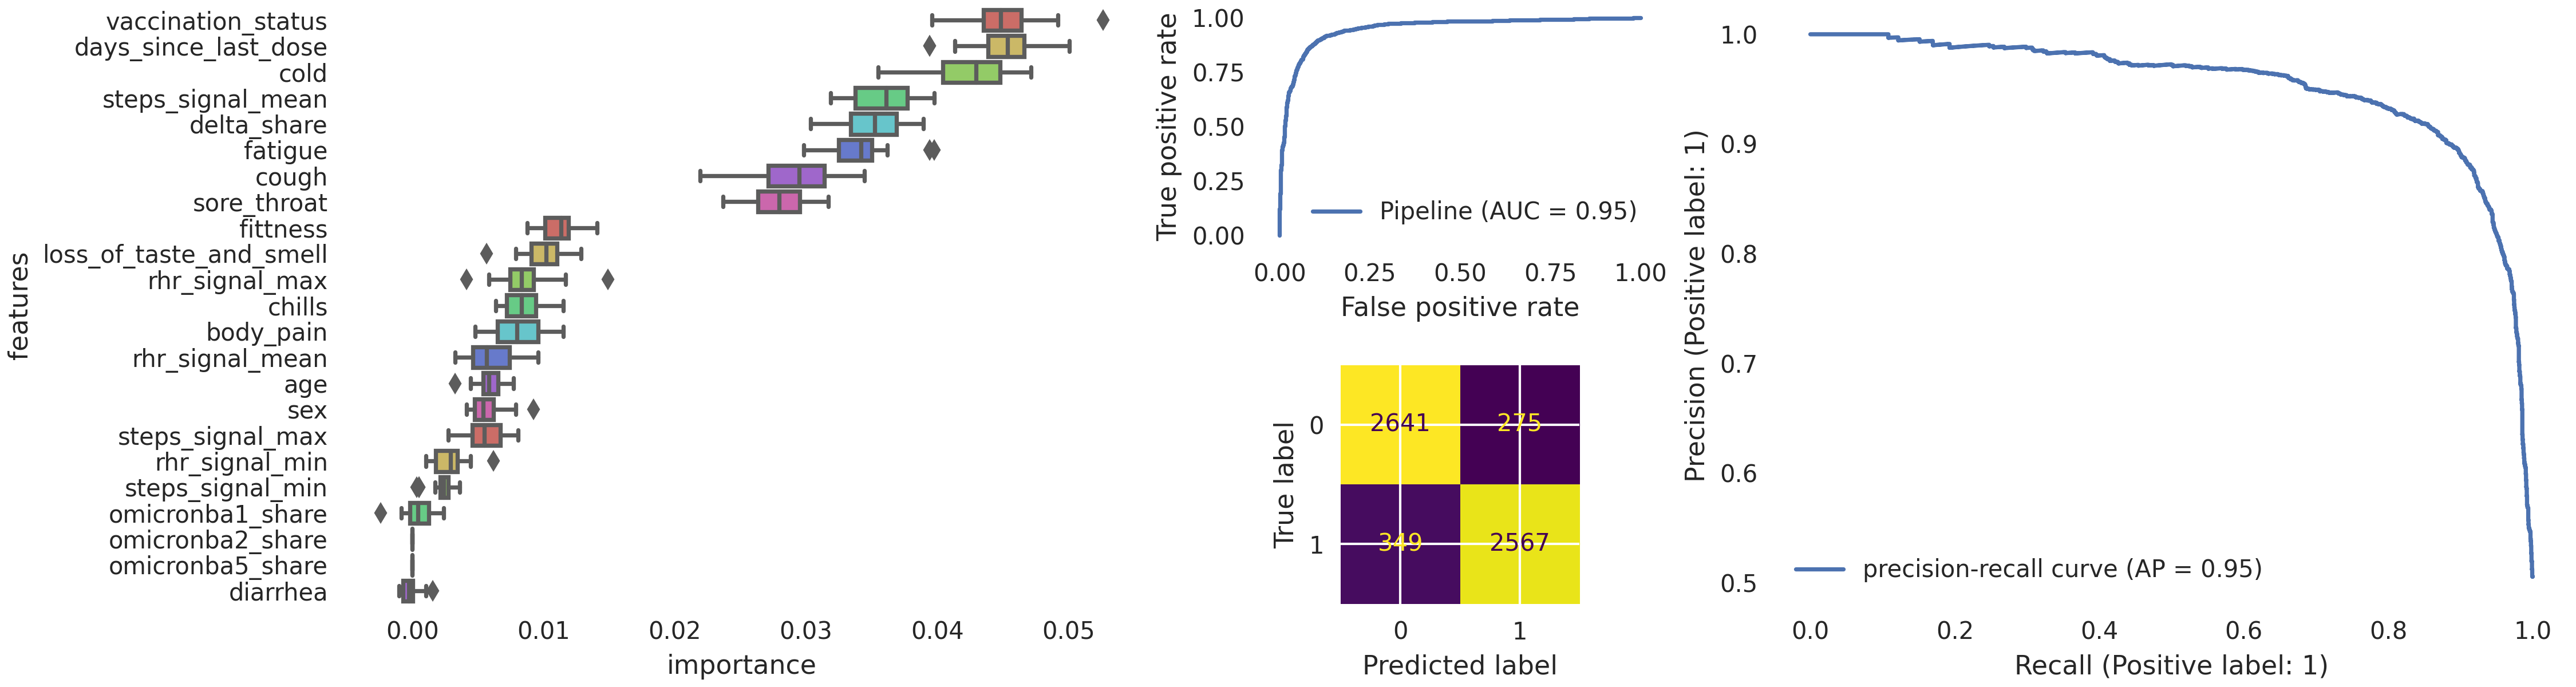 features
vaccination_status
days_since_last_dose
cold
steps_signal_mean
delta_share
fatigue
cough
sore_throat
fittness
loss_of_taste_and_smell
rhr_signal_max
chills
body_pain
rhr_signal_mean
age
sex
steps_signal_max
rhr_signal_min
steps_signal_min
omicronba1_share
omicronba2_share
omicronba5_share
diarrhea
0.00 0.01 0.02 0.03 0.04 0.05
importance
True positive rate
1.00
0.75
0.50
0.25
0.00
Pipeline (AUC = 0.95)
0.00 0.25 0.50 0.75 1.00
False positive rate
True label
0 2641 275
1 349 2567
0 1
Predicted label
Precision (Positive label: 1)
1.0
0.9
0.8
0.7
0.6
0.5
precision-recall curve (AP = 0.95)
0.0 0.2 0.4 0.6 0.8 1.0
Recall (Positive label: 1)